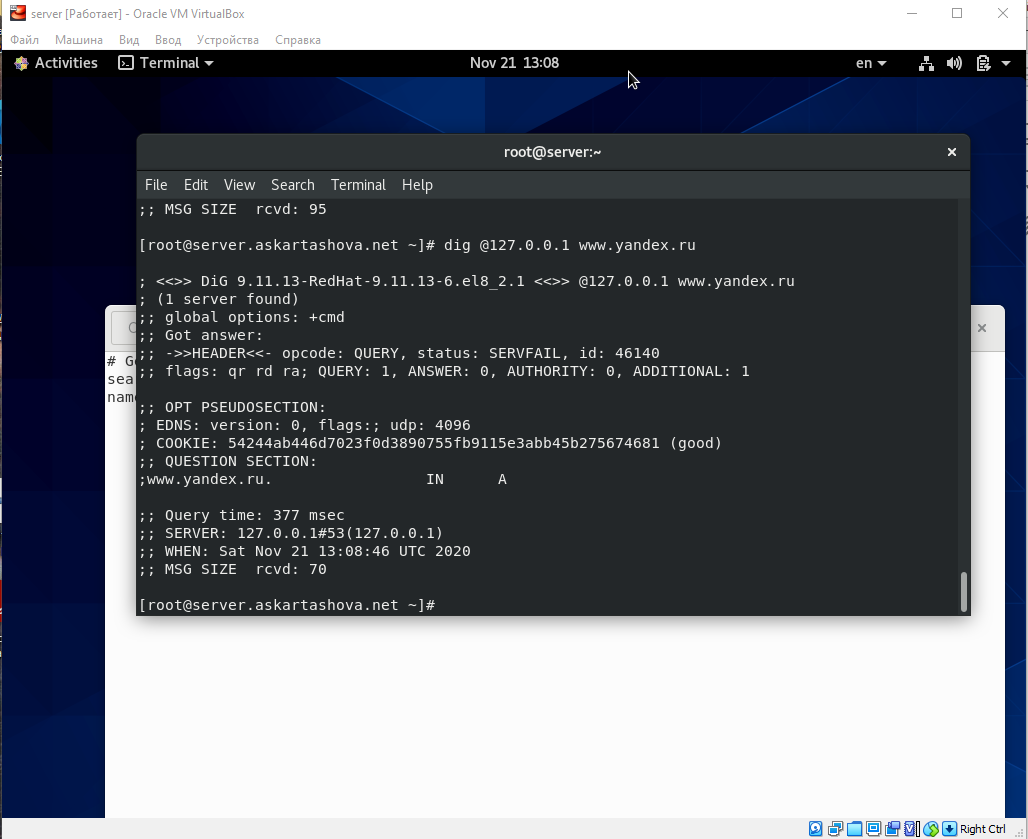 server [Работает] - Oracle VM VirtualBox
Файл Машина Вид Ввод Устройства Справка
Activities Terminal Nov 21 13:08 en
root@server:~
File Edit View Search Terminal Help
;; MSG SIZE  rcvd: 95
[root@server.askartashova.net ~]# dig @127.0.0.1 www.yandex.ru
; <<>> DiG 9.11.13-RedHat-9.11.13-6.el8_2.1 <<>> @127.0.0.1 www.yandex.ru
; (1 server found)
;; global options: +cmd
;; Got answer:
;; ->>HEADER<<- opcode: QUERY, status: SERVFAIL, id: 46140
;; flags: qr rd ra; QUERY: 1, ANSWER: 0, AUTHORITY: 0, ADDITIONAL: 1
;; OPT PSEUDOSECTION:
; EDNS: version: 0, flags:; udp: 4096
; COOKIE: 54244ab446d7023f0d3890755fb9115e3abb45b275674681 (good)
;; QUESTION SECTION:
;www.yandex.ru. IN A
;; Query time: 377 msec
;; SERVER: 127.0.0.1#53(127.0.0.1)
;; WHEN: Sat Nov 21 13:08:46 UTC 2020
;; MSG SIZE  rcvd: 70
[root@server.askartashova.net ~]#
# G
sea
nam
Right Ctrl